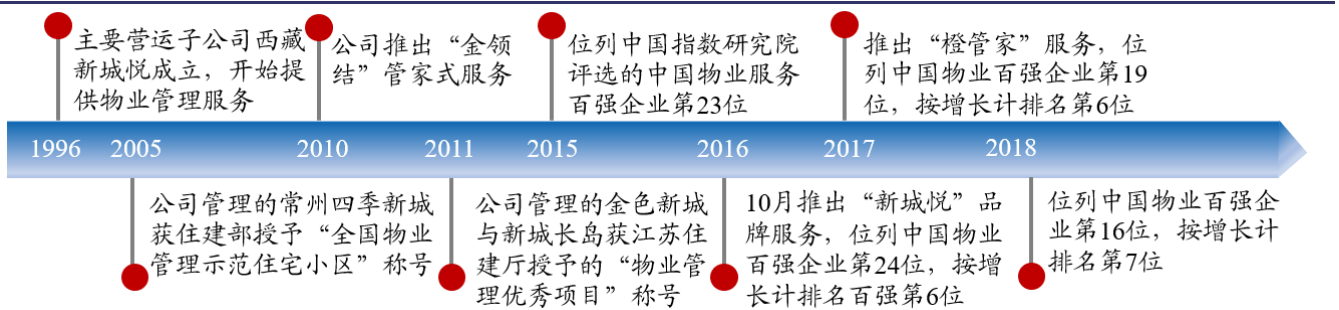 主要营运子公司西藏
新城悦成立，开始提
供物业管理服务
公司推出“金领
结”管家式服务
位列中国指数研究院
评选的中国物业服务
百强企业第23位
推出“橙管家”服务，位
列中国物业百强企业第19
位，按增长计排名第6位
1996 2005 2010 2011 2015 2016 2017 2018
公司管理的常州四季新城
获住建部授予“全国物业
管理示范住宅小区”称号
公司管理的金色新城
与新城长岛获江苏住
建厅授予的“物业管
理优秀项目”称号
10月推出“新城悦”品
牌服务，位列中国物业
百强企业第24位，按增
长计排名百强第6位
位列中国物业百强企
业第16位，按增长计
排名第7位